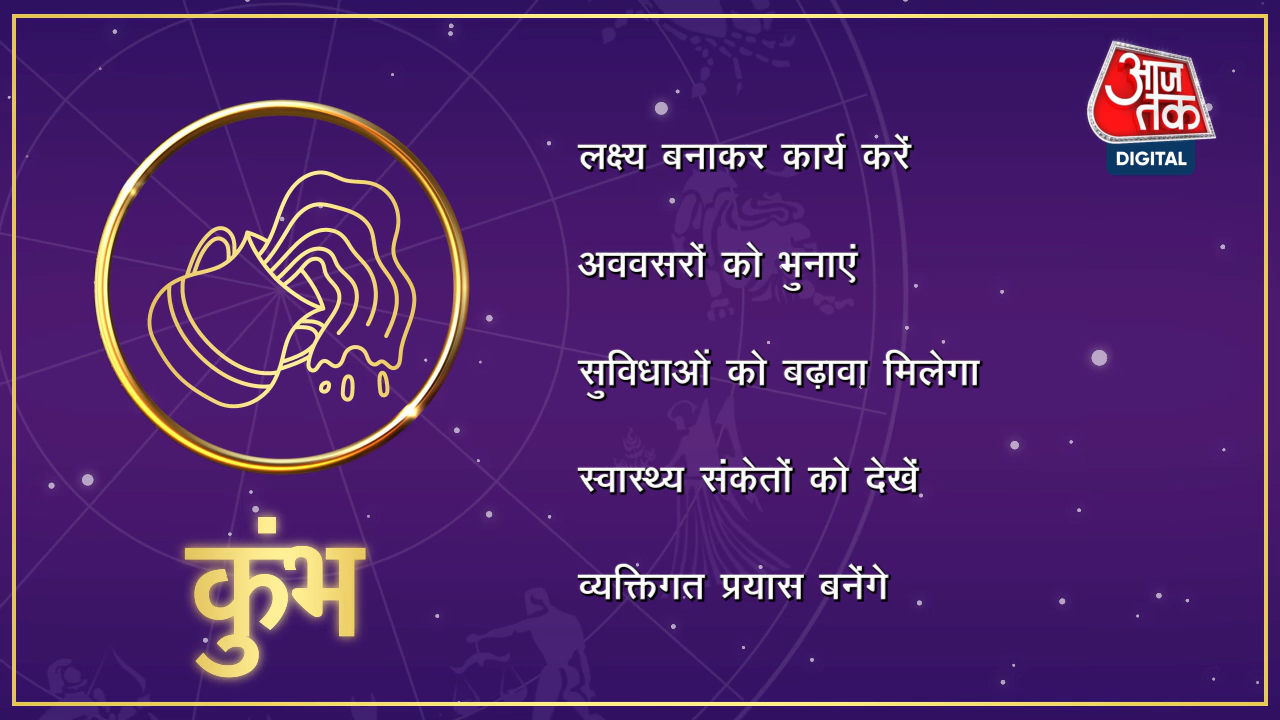 आज
तक
DIGITAL
लक्ष्य बनाकर कार्य करें
अववसरों को भुनाएं
सुविधाओं को बढ़ावा मिलेगा
स्वास्थ्य संकेतों को देखें
व्यक्तिगत प्रयास बनेंगे
कुंभ